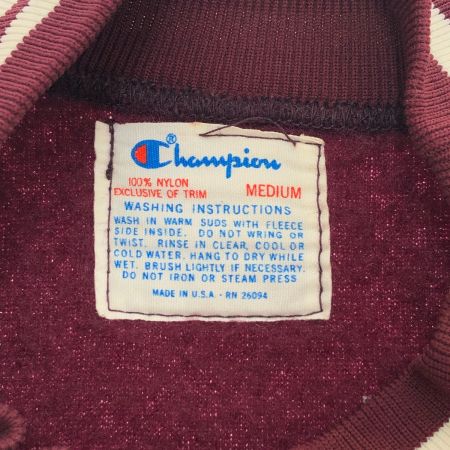 ® Champion
100% NYLON
EXCLUSIVE OF TRIM MEDIUM
WASHING INSTRUCTIONS
WASH IN WARM SUDS WITH FLEECE
SIDE INSIDE. DO NOT WRING OR
TWIST. RINSE IN CLEAR, COOL OR
COLD WATER. HANG TO DRY WHILE
WET. BRUSH LIGHTLY IF NECESSARY.
DO NOT IRON OR STEAM PRESS
MADE IN U.S.A. - RN 26094